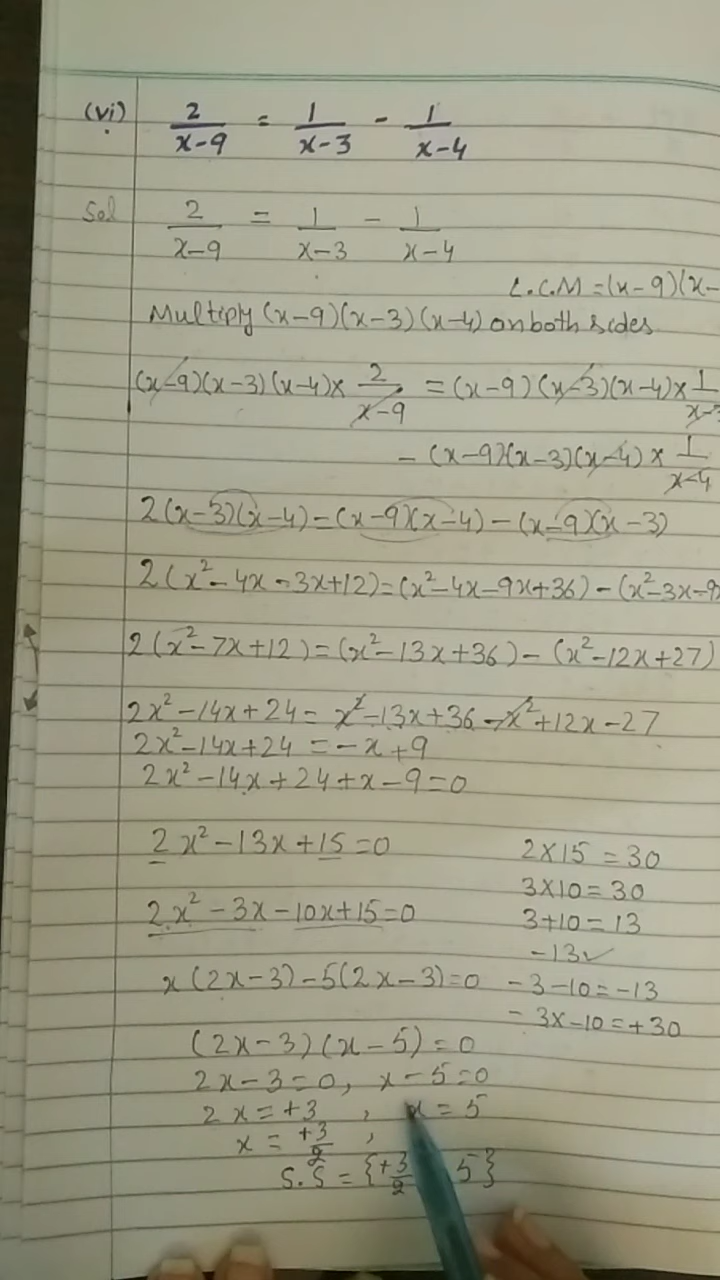 (vi) 2/(x-9) = 1/(x-3) - 1/(x-4)
Sol 2/(x-9) = 1/(x-3) - 1/(x-4)
L.C.M = (x-9)(x-
Multiply (x-9)(x-3)(x-4) on both sides
(x-9)(x-3)(x-4) × 2/(x-9) = (x-9)(x-3)(x-4) × 1/(x-3
- (x-9)(x-3)(x-4) × 1/(x-4
2(x-3)(x-4) = (x-9)(x-4) - (x-9)(x-3)
2(x²-4x-3x+12) = (x²-4x-9x+36) - (x²-3x-9
2(x²-7x+12) = (x²-13x+36) - (x²-12x+27)
2x²-14x+24 = x²-13x+36-x²+12x-27
2x²-14x+24 = -x+9
2x²-14x+24+x-9=0
2x²-13x+15=0
2×15=30
3×10=30
2x²-3x-10x+15=0
3+10=13
-13✓
x(2x-3)-5(2x-3)=0
-3-10=-13
-3x-10=+30
(2x-3)(x-5)=0
2x-3=0, x-5=0
2x=+3, x=5
x=+3/2,
S.S={+3/2 5}